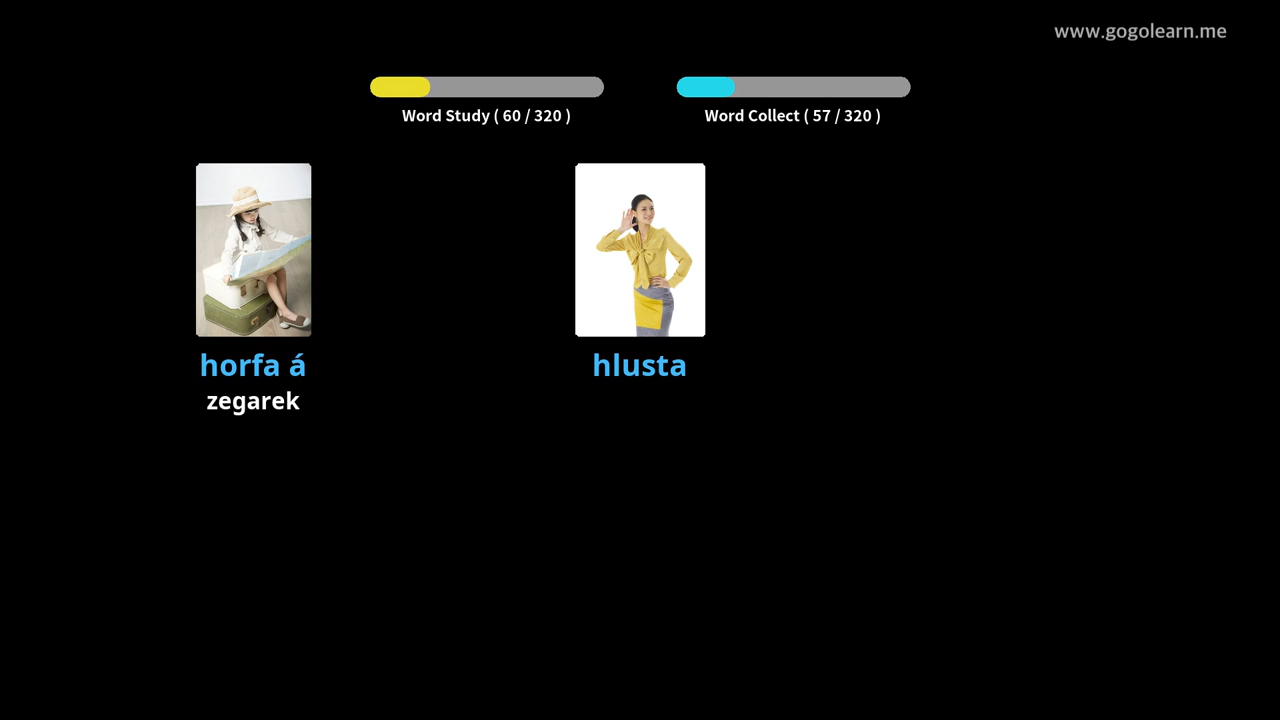 www.gogolearn.me
Word Study ( 60 / 320 )
Word Collect ( 57 / 320 )
horfa á
hlusta
zegarek